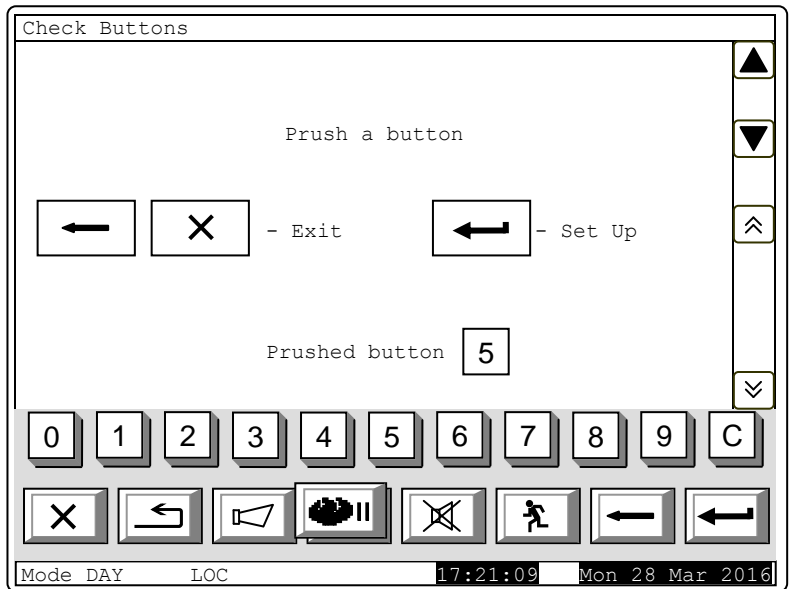 Check Buttons
Prush a button
- Exit
- Set Up
Prushed button 5
0 1 2 3 4 5 6 7 8 9 C
Mode DAY LOC 17:21:09 Mon 28 Mar 2016